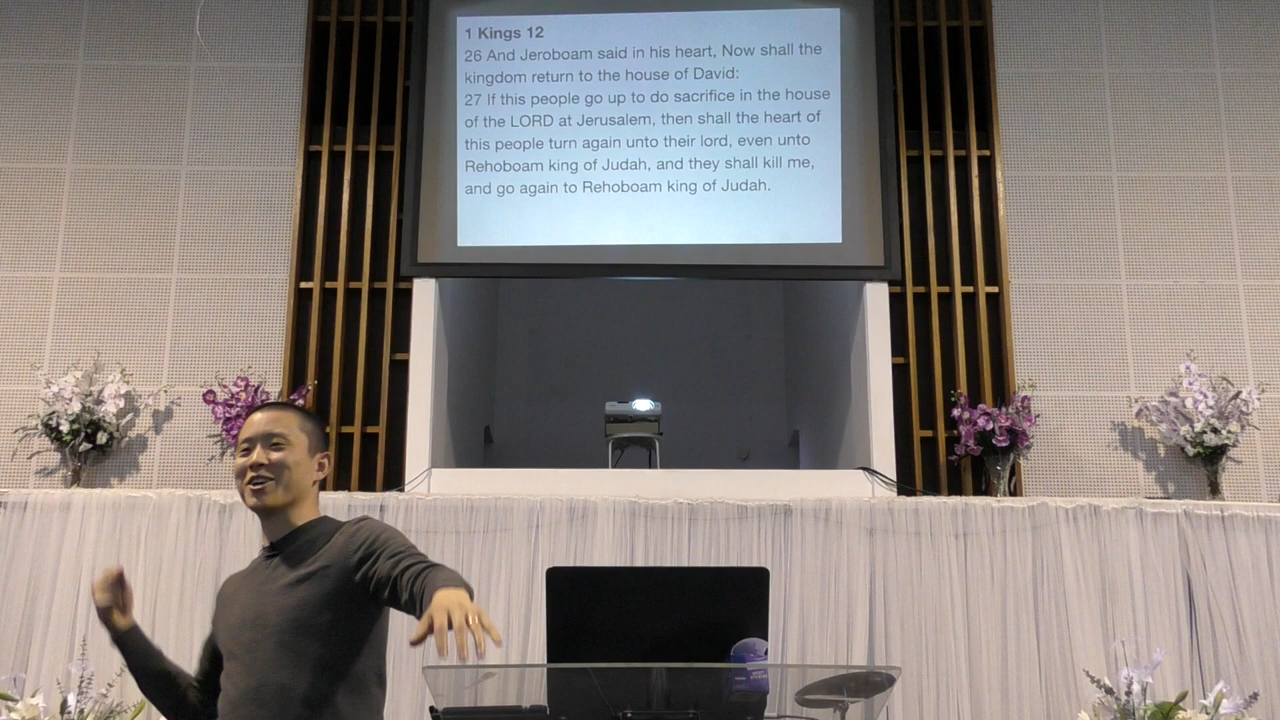 1 Kings 12
26 And Jeroboam said in his heart, Now shall the
kingdom return to the house of David:
27 If this people go up to do sacrifice in the house
of the LORD at Jerusalem, then shall the heart of
this people turn again unto their lord, even unto
Rehoboam king of Judah, and they shall kill me,
and go again to Rehoboam king of Judah.